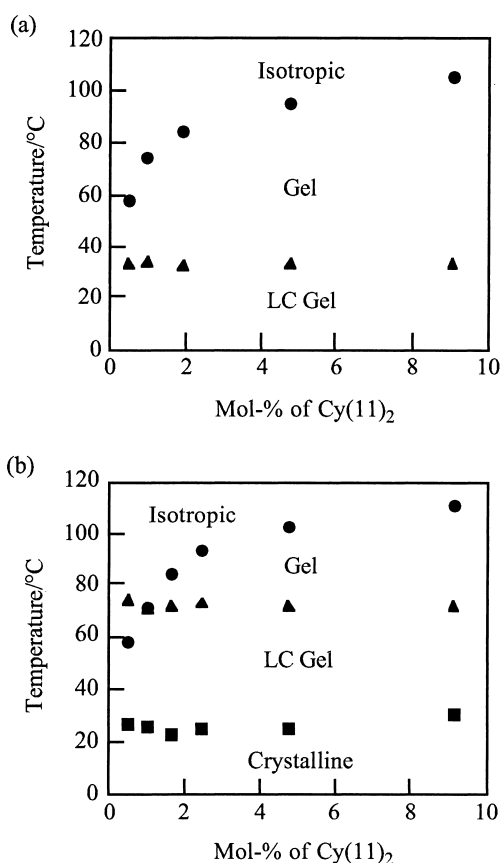 (a)
120
100
80
60
40
20
0
Temperature/°C
Isotropic
Gel
LC Gel
0 2 4 6 8 10
Mol-% of Cy(11)₂
(b)
120
100
80
60
40
20
0
Temperature/°C
Isotropic
Gel
LC Gel
Crystalline
0 2 4 6 8 10
Mol-% of Cy(11)₂